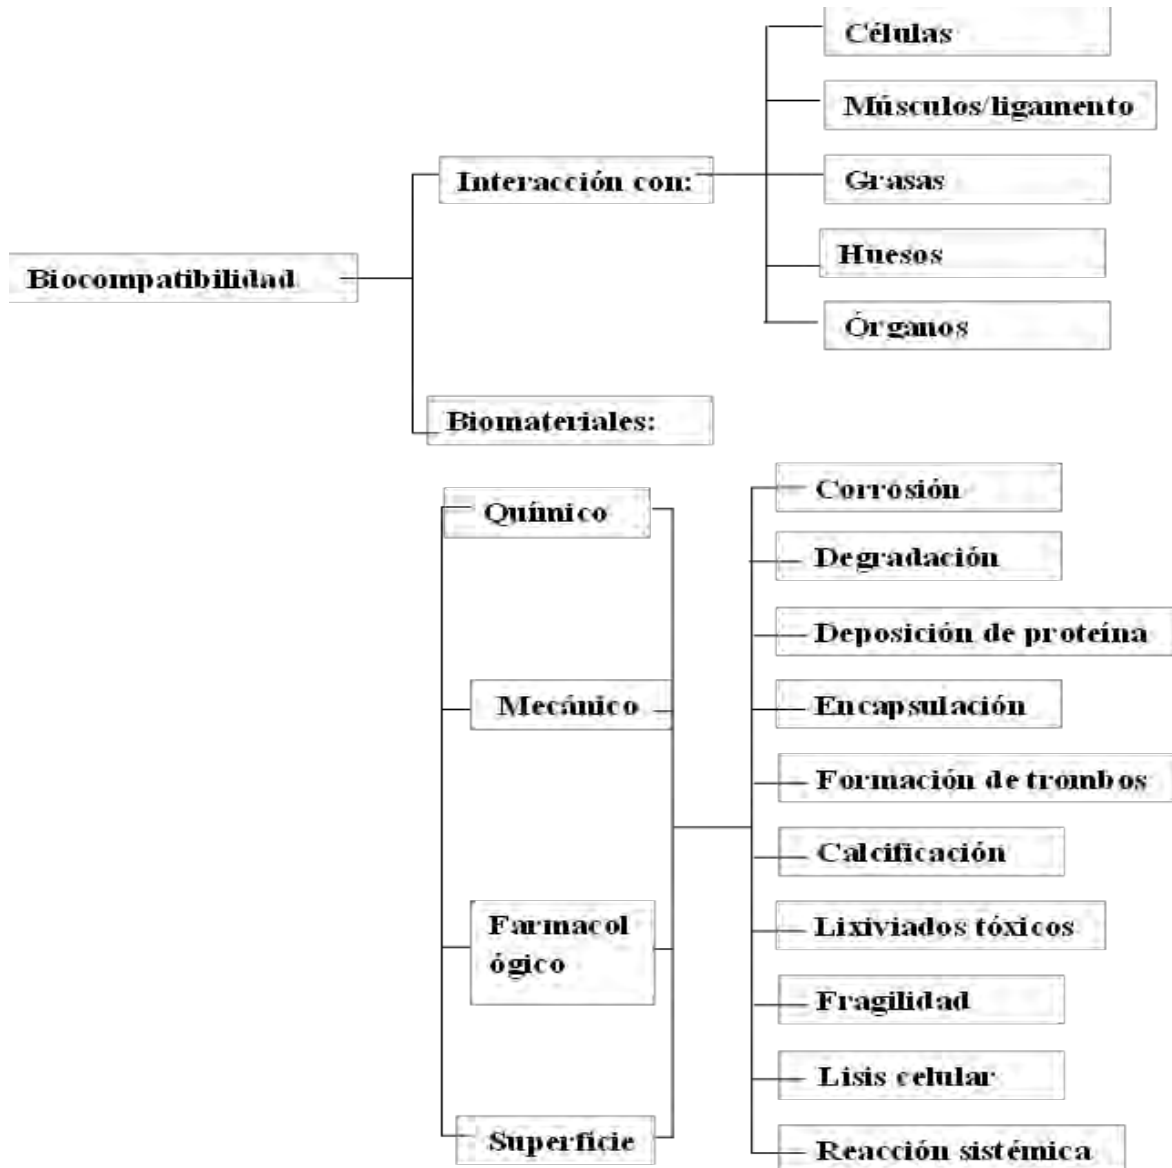 Células
Músculos/ligamento
Interacción con:
Grasas
Biocompatibilidad
Huesos
Órganos
Biomateriales:
Químico
Mecánico
Farmacol
ógico
Superficie
Corrosión
Degradación
Deposición de proteína
Encapsulación
Formación de trombos
Calcificación
Lixiviados tóxicos
Fragilidad
Lisis celular
Reacción sistémica